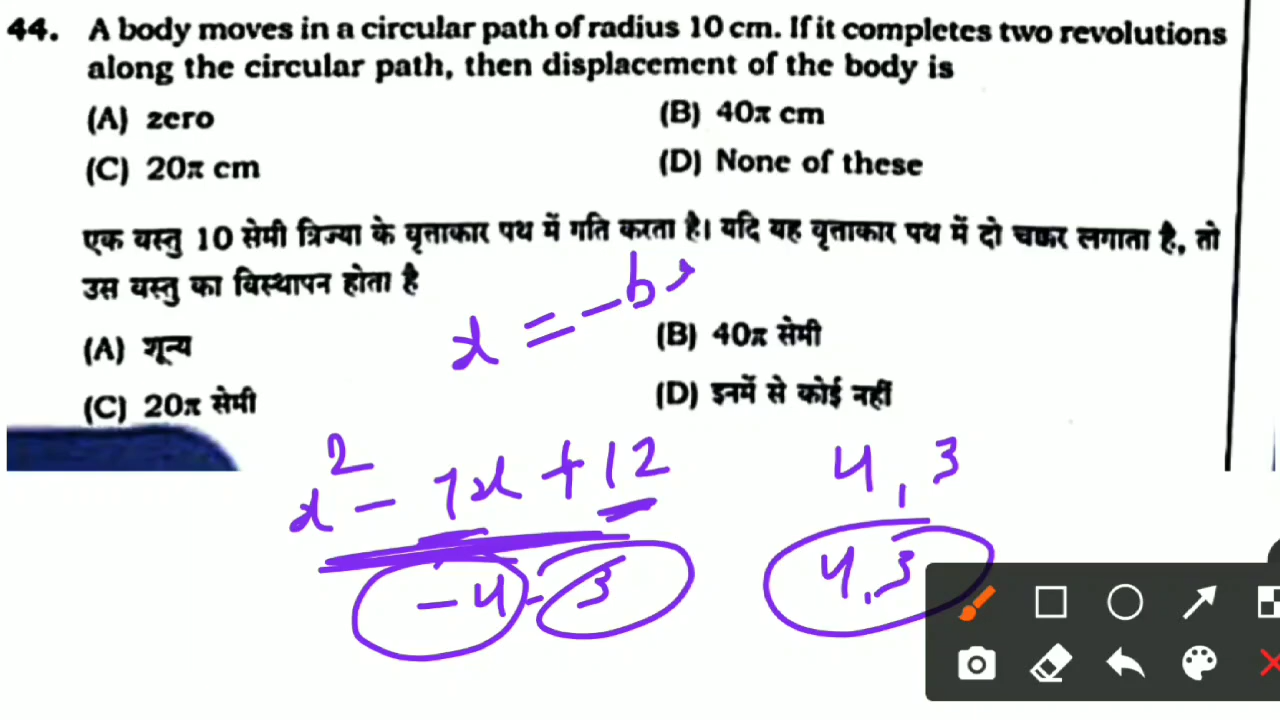 44. A body moves in a circular path of radius 10 cm. If it completes two revolutions
along the circular path, then displacement of the body is
(A) zero (B) 40π cm
(C) 20π cm (D) None of these
एक वस्तु 10 सेमी त्रिज्या के वृत्ताकार पथ में गति करता है। यदि यह वृत्ताकार पथ में दो चक्कर लगाता है, तो
उस वस्तु का विस्थापन होता है
x = -b
(A) शून्य (B) 40π सेमी
(C) 20π सेमी (D) इनमें से कोई नहीं
x² - 7x + 12 4, 3
-4 - 3 4, 3